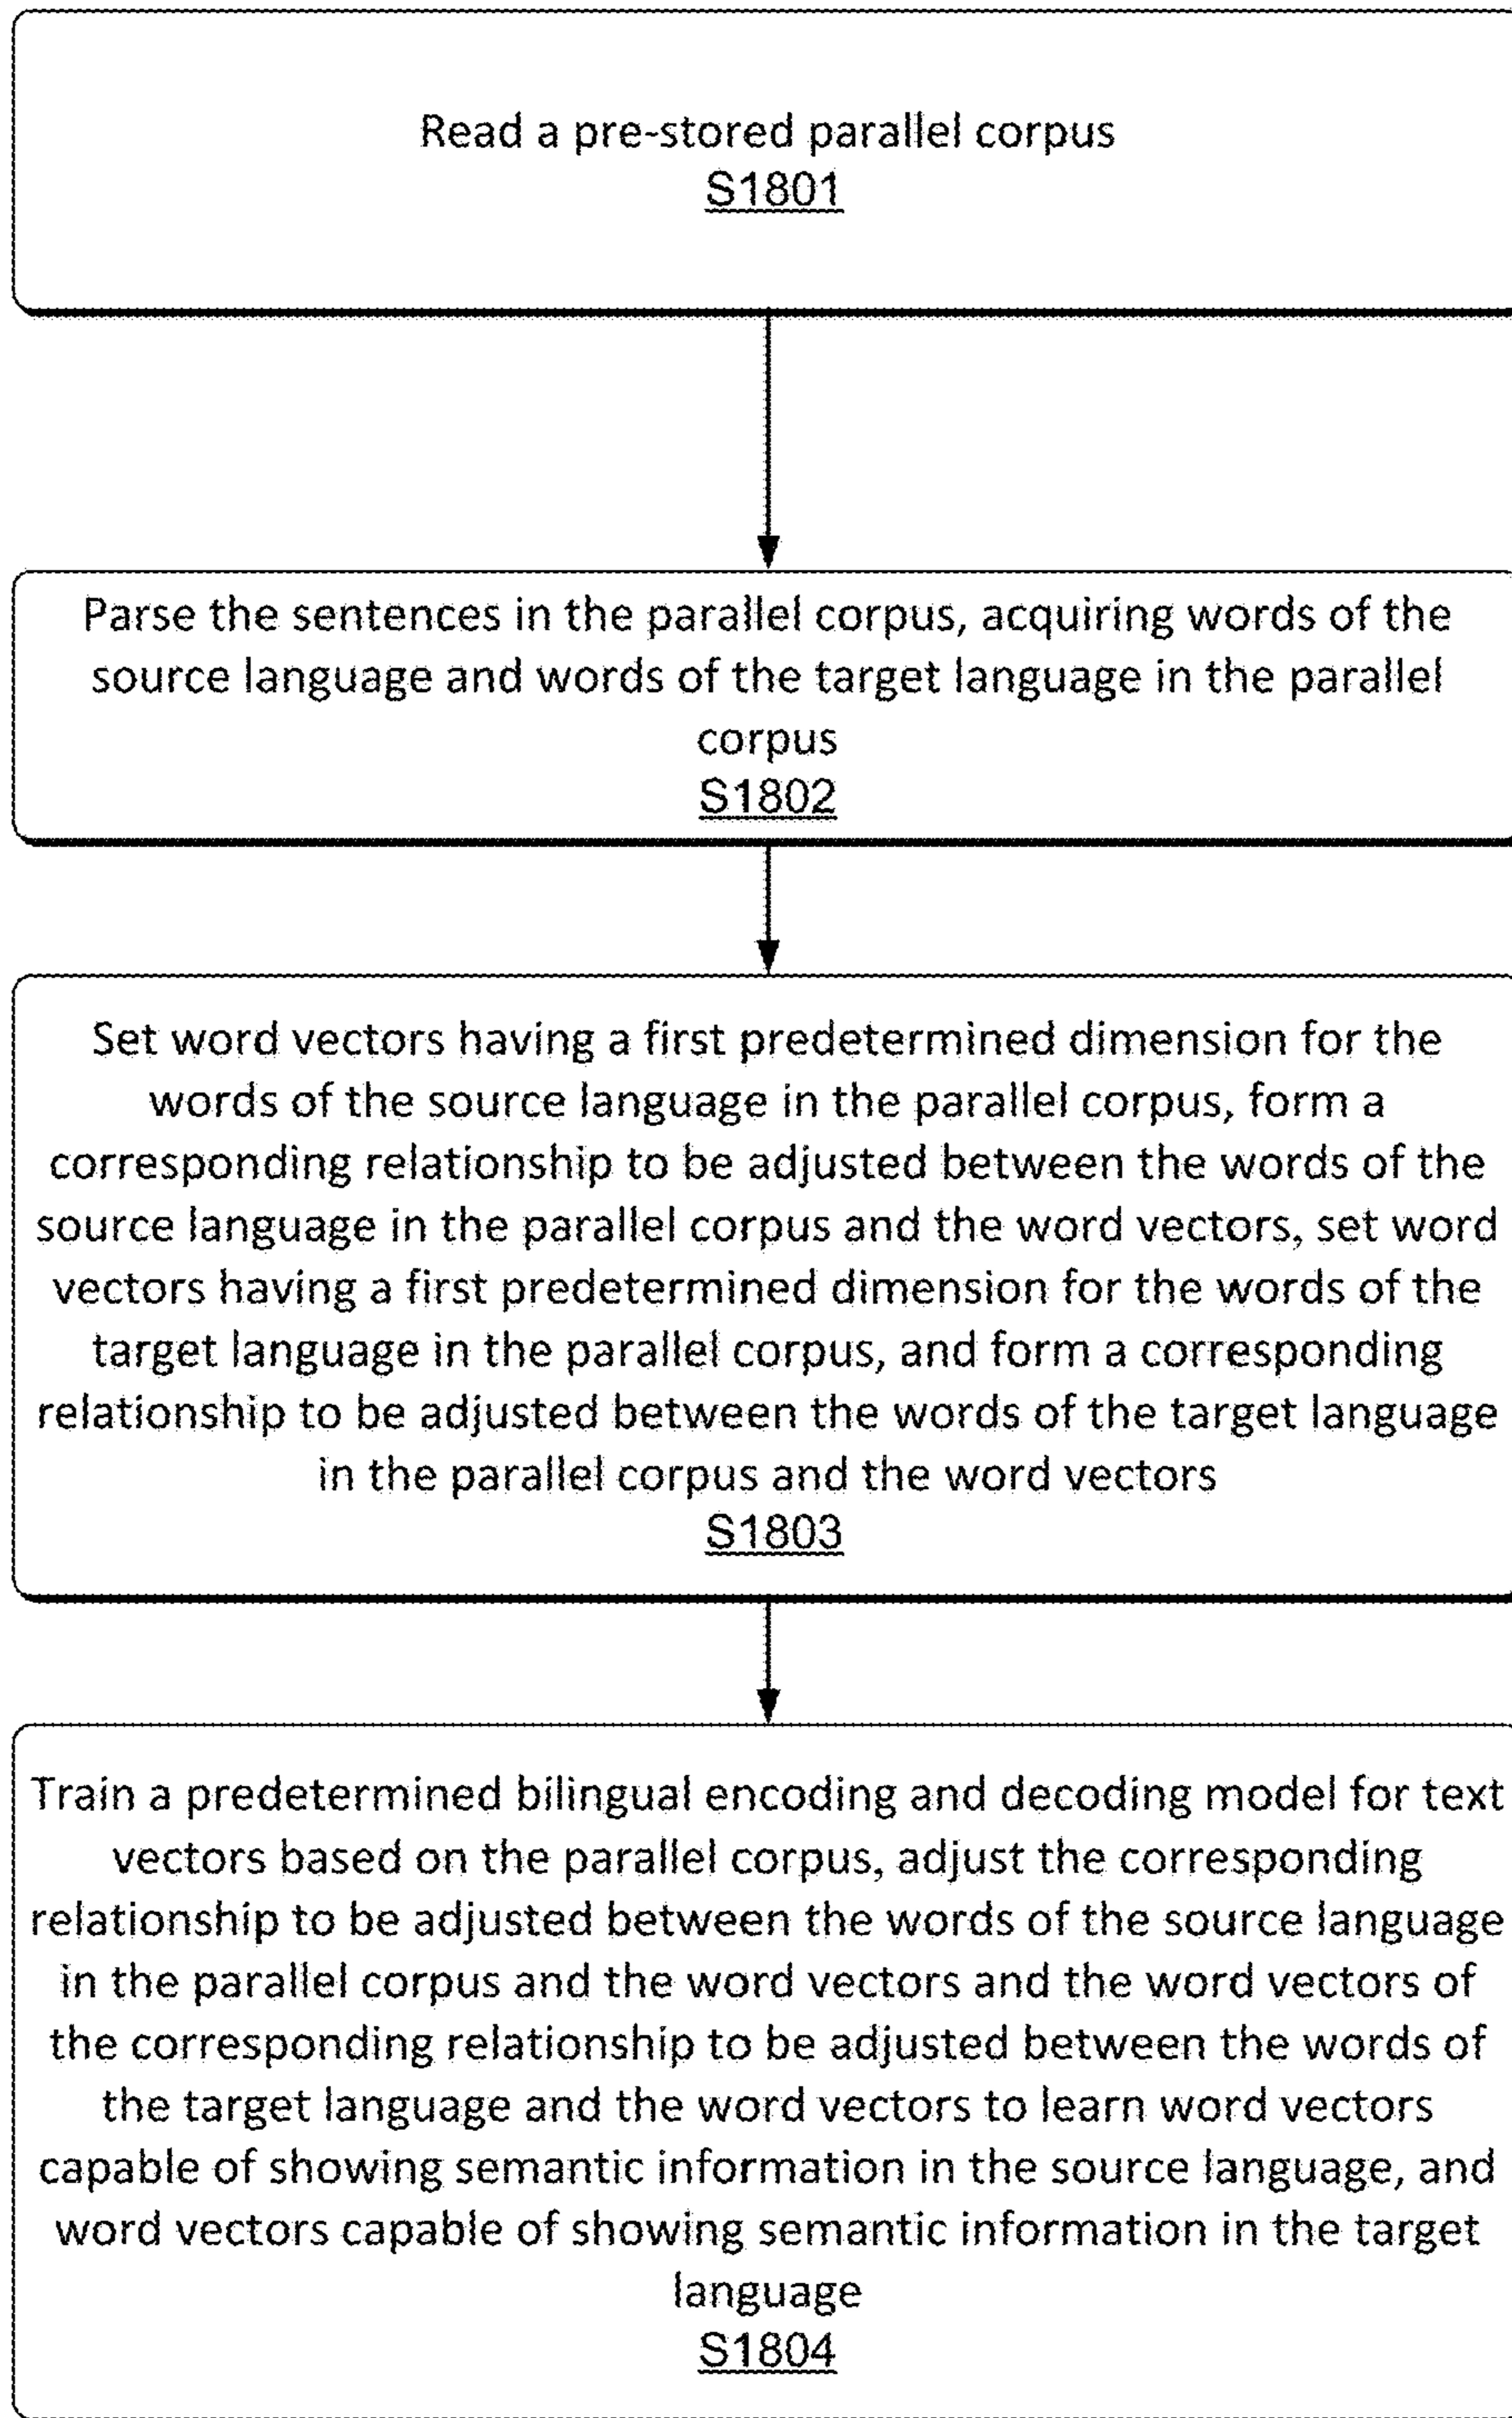 Read a pre-stored parallel corpus
S1801
Parse the sentences in the parallel corpus, acquiring words of the
source language and words of the target language in the parallel
corpus
S1802
Set word vectors having a first predetermined dimension for the
words of the source language in the parallel corpus, form a
corresponding relationship to be adjusted between the words of the
source language in the parallel corpus and the word vectors, set word
vectors having a first predetermined dimension for the words of the
target language in the parallel corpus, and form a corresponding
relationship to be adjusted between the words of the target language
in the parallel corpus and the word vectors
S1803
Train a predetermined bilingual encoding and decoding model for text
vectors based on the parallel corpus, adjust the corresponding
relationship to be adjusted between the words of the source language
in the parallel corpus and the word vectors and the word vectors of
the corresponding relationship to be adjusted between the words of
the target language and the word vectors to learn word vectors
capable of showing semantic information in the source language, and
word vectors capable of showing semantic information in the target
language
S1804